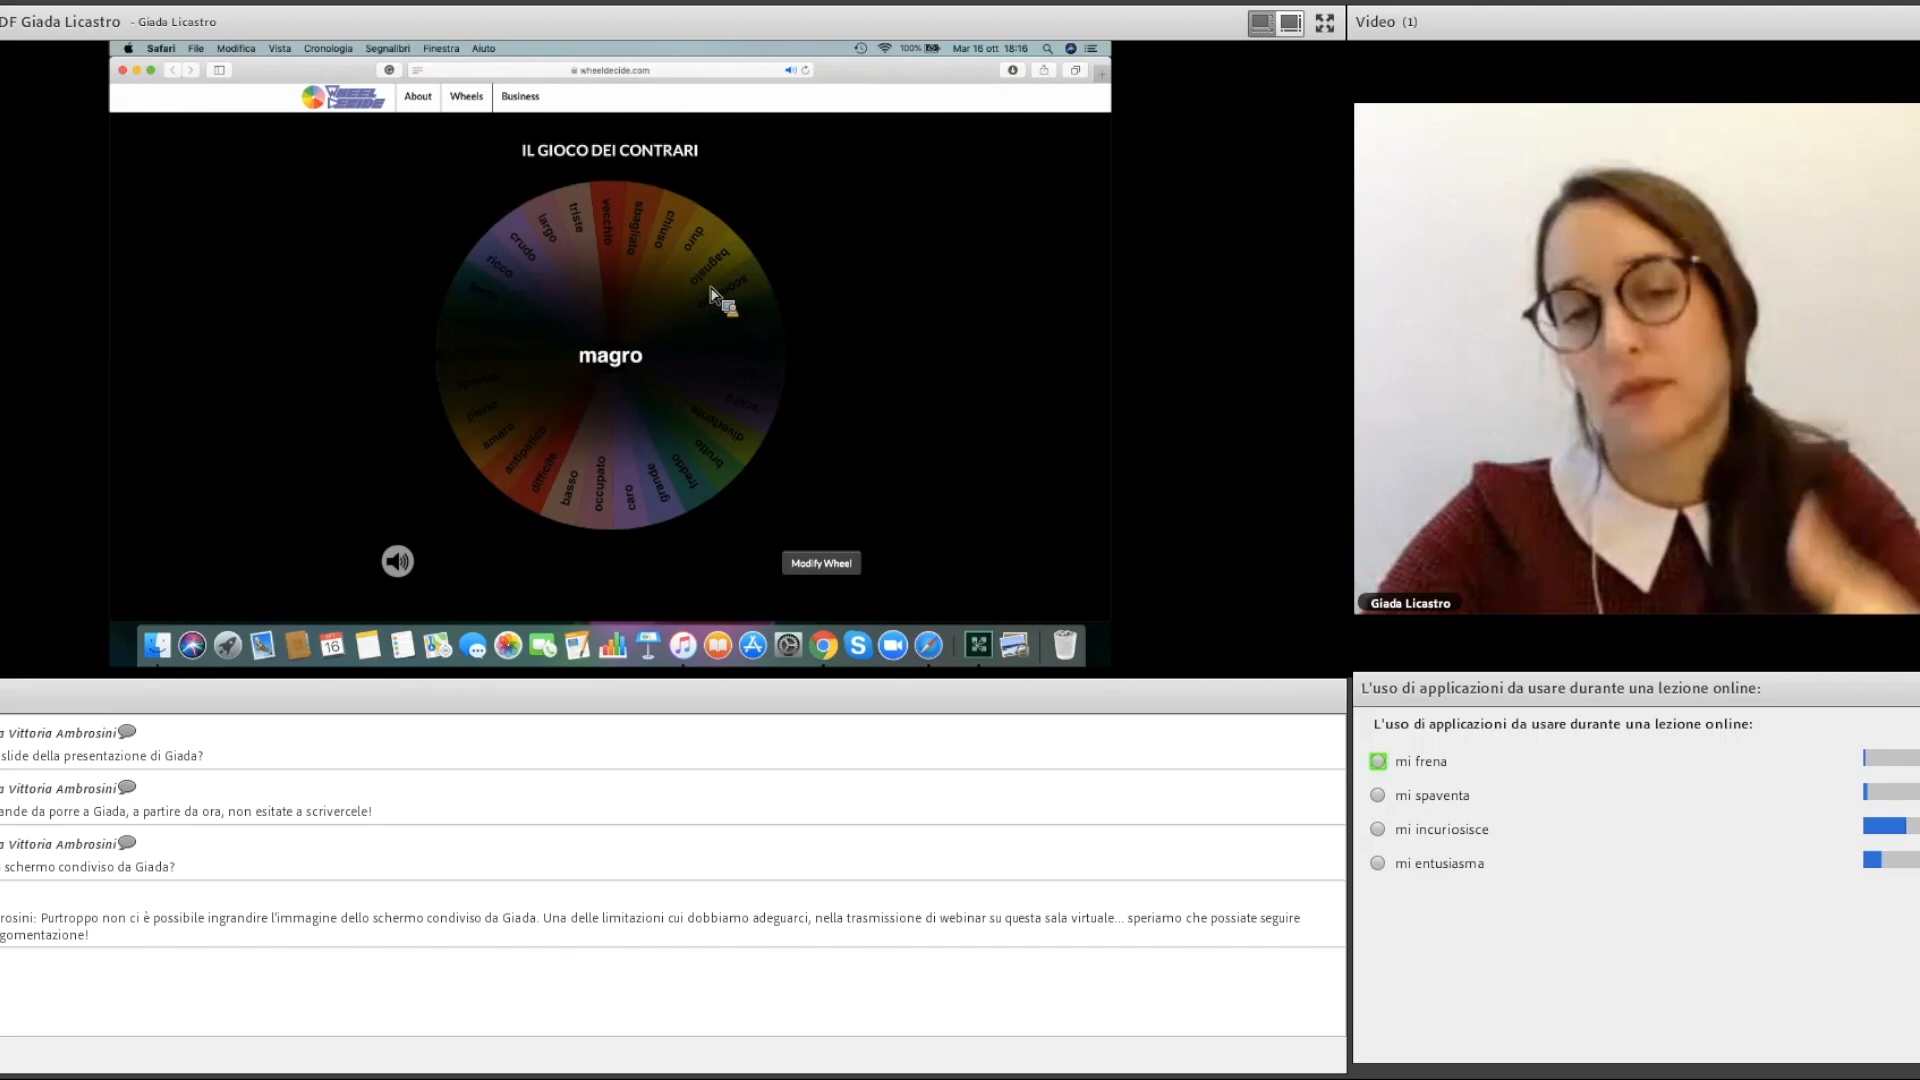 DF Giada Licastro - Giada Licastro
Video (1)
Safari File Modifica Vista Cronologia Segnalibri Finestra Aiuto
100% Mar 16 ott 18:16
wheeldecide.com
WHEEL DECIDE About Wheels Business
IL GIOCO DEI CONTRARI
vecchio
sbagliato
chiuso
duro
bagnato
divertente
brutto
freddo
grande
caro
occupato
basso
difficile
antipatico
amaro
pieno
ricco
crudo
largo
triste
magro
Modify Wheel
16
Giada Licastro
a Vittoria Ambrosini
slide della presentazione di Giada?
a Vittoria Ambrosini
ande da porre a Giada, a partire da ora, non esitate a scrivercele!
a Vittoria Ambrosini
schermo condiviso da Giada?
rosini: Purtroppo non ci è possibile ingrandire l'immagine dello schermo condiviso da Giada. Una delle limitazioni cui dobbiamo adeguarci, nella trasmissione di webinar su questa sala virtuale... speriamo che possiate seguire
gomentazione!
L'uso di applicazioni da usare durante una lezione online:
L'uso di applicazioni da usare durante una lezione online:
mi frena
mi spaventa
mi incuriosisce
mi entusiasma